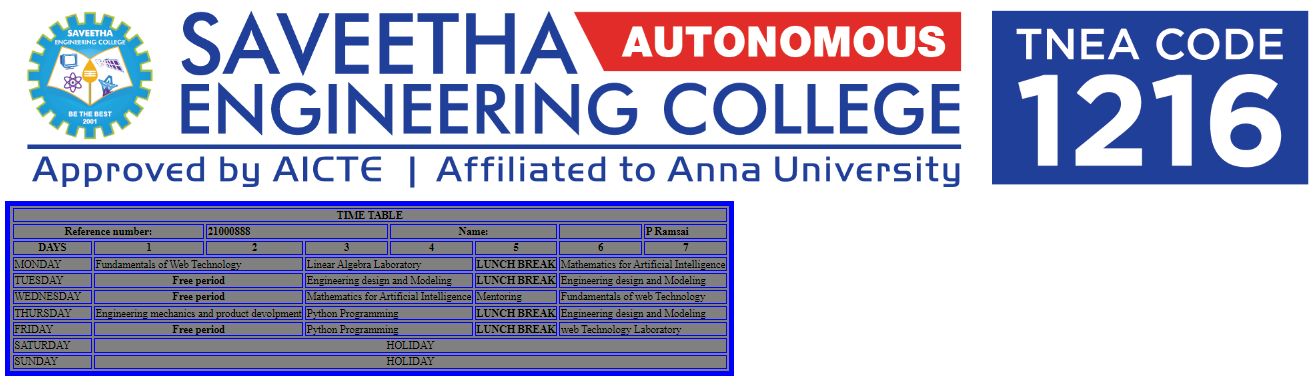 SAVEETHA
ENGINEERING COLLEGE
BE THE BEST
2001
SAVEETHA AUTONOMOUS
ENGINEERING COLLEGE
Approved by AICTE | Affiliated to Anna University
TNEA CODE
1216
TIME TABLE
Reference number: 21000888 Name: P Ramsai
DAYS 1 2 3 4 5 6 7
MONDAY Fundamentals of Web Technology Linear Algebra Laboratory LUNCH BREAK Mathematics for Artificial Intelligence
TUESDAY Free period Engineering design and Modeling LUNCH BREAK Engineering design and Modeling
WEDNESDAY Free period Mathematics for Artificial Intelligence Mentoring Fundamentals of web Technology
THURSDAY Engineering mechanics and product devolpment Python Programming LUNCH BREAK Engineering design and Modeling
FRIDAY Free period Python Programming LUNCH BREAK web Technology Laboratory
SATURDAY HOLIDAY
SUNDAY HOLIDAY